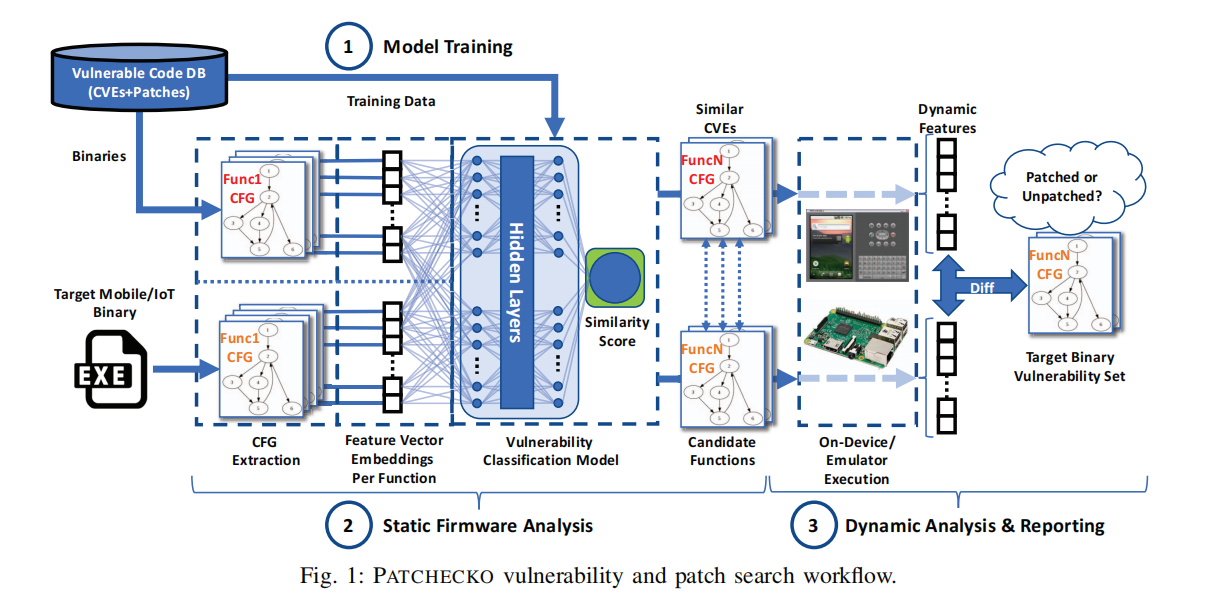 1 Model Training
Vulnerable Code DB
(CVEs+Patches)
Training Data
Binaries
Similar
CVEs
Dynamic
Features
Func1
CFG
FuncN
CFG
Patched or
Unpatched?
Hidden Layers
Target Mobile/IoT
Binary
EXE
Func1
CFG
Similarity
Score
FuncN
CFG
Diff
FuncN
CFG
Target Binary
Vulnerability Set
CFG
Extraction
Feature Vector
Embeddings
Per Function
Vulnerability
Classification Model
Candidate
Functions
On-Device/
Emulator
Execution
2 Static Firmware Analysis
3 Dynamic Analysis & Reporting
Fig. 1: PATCHECKO vulnerability and patch search workflow.